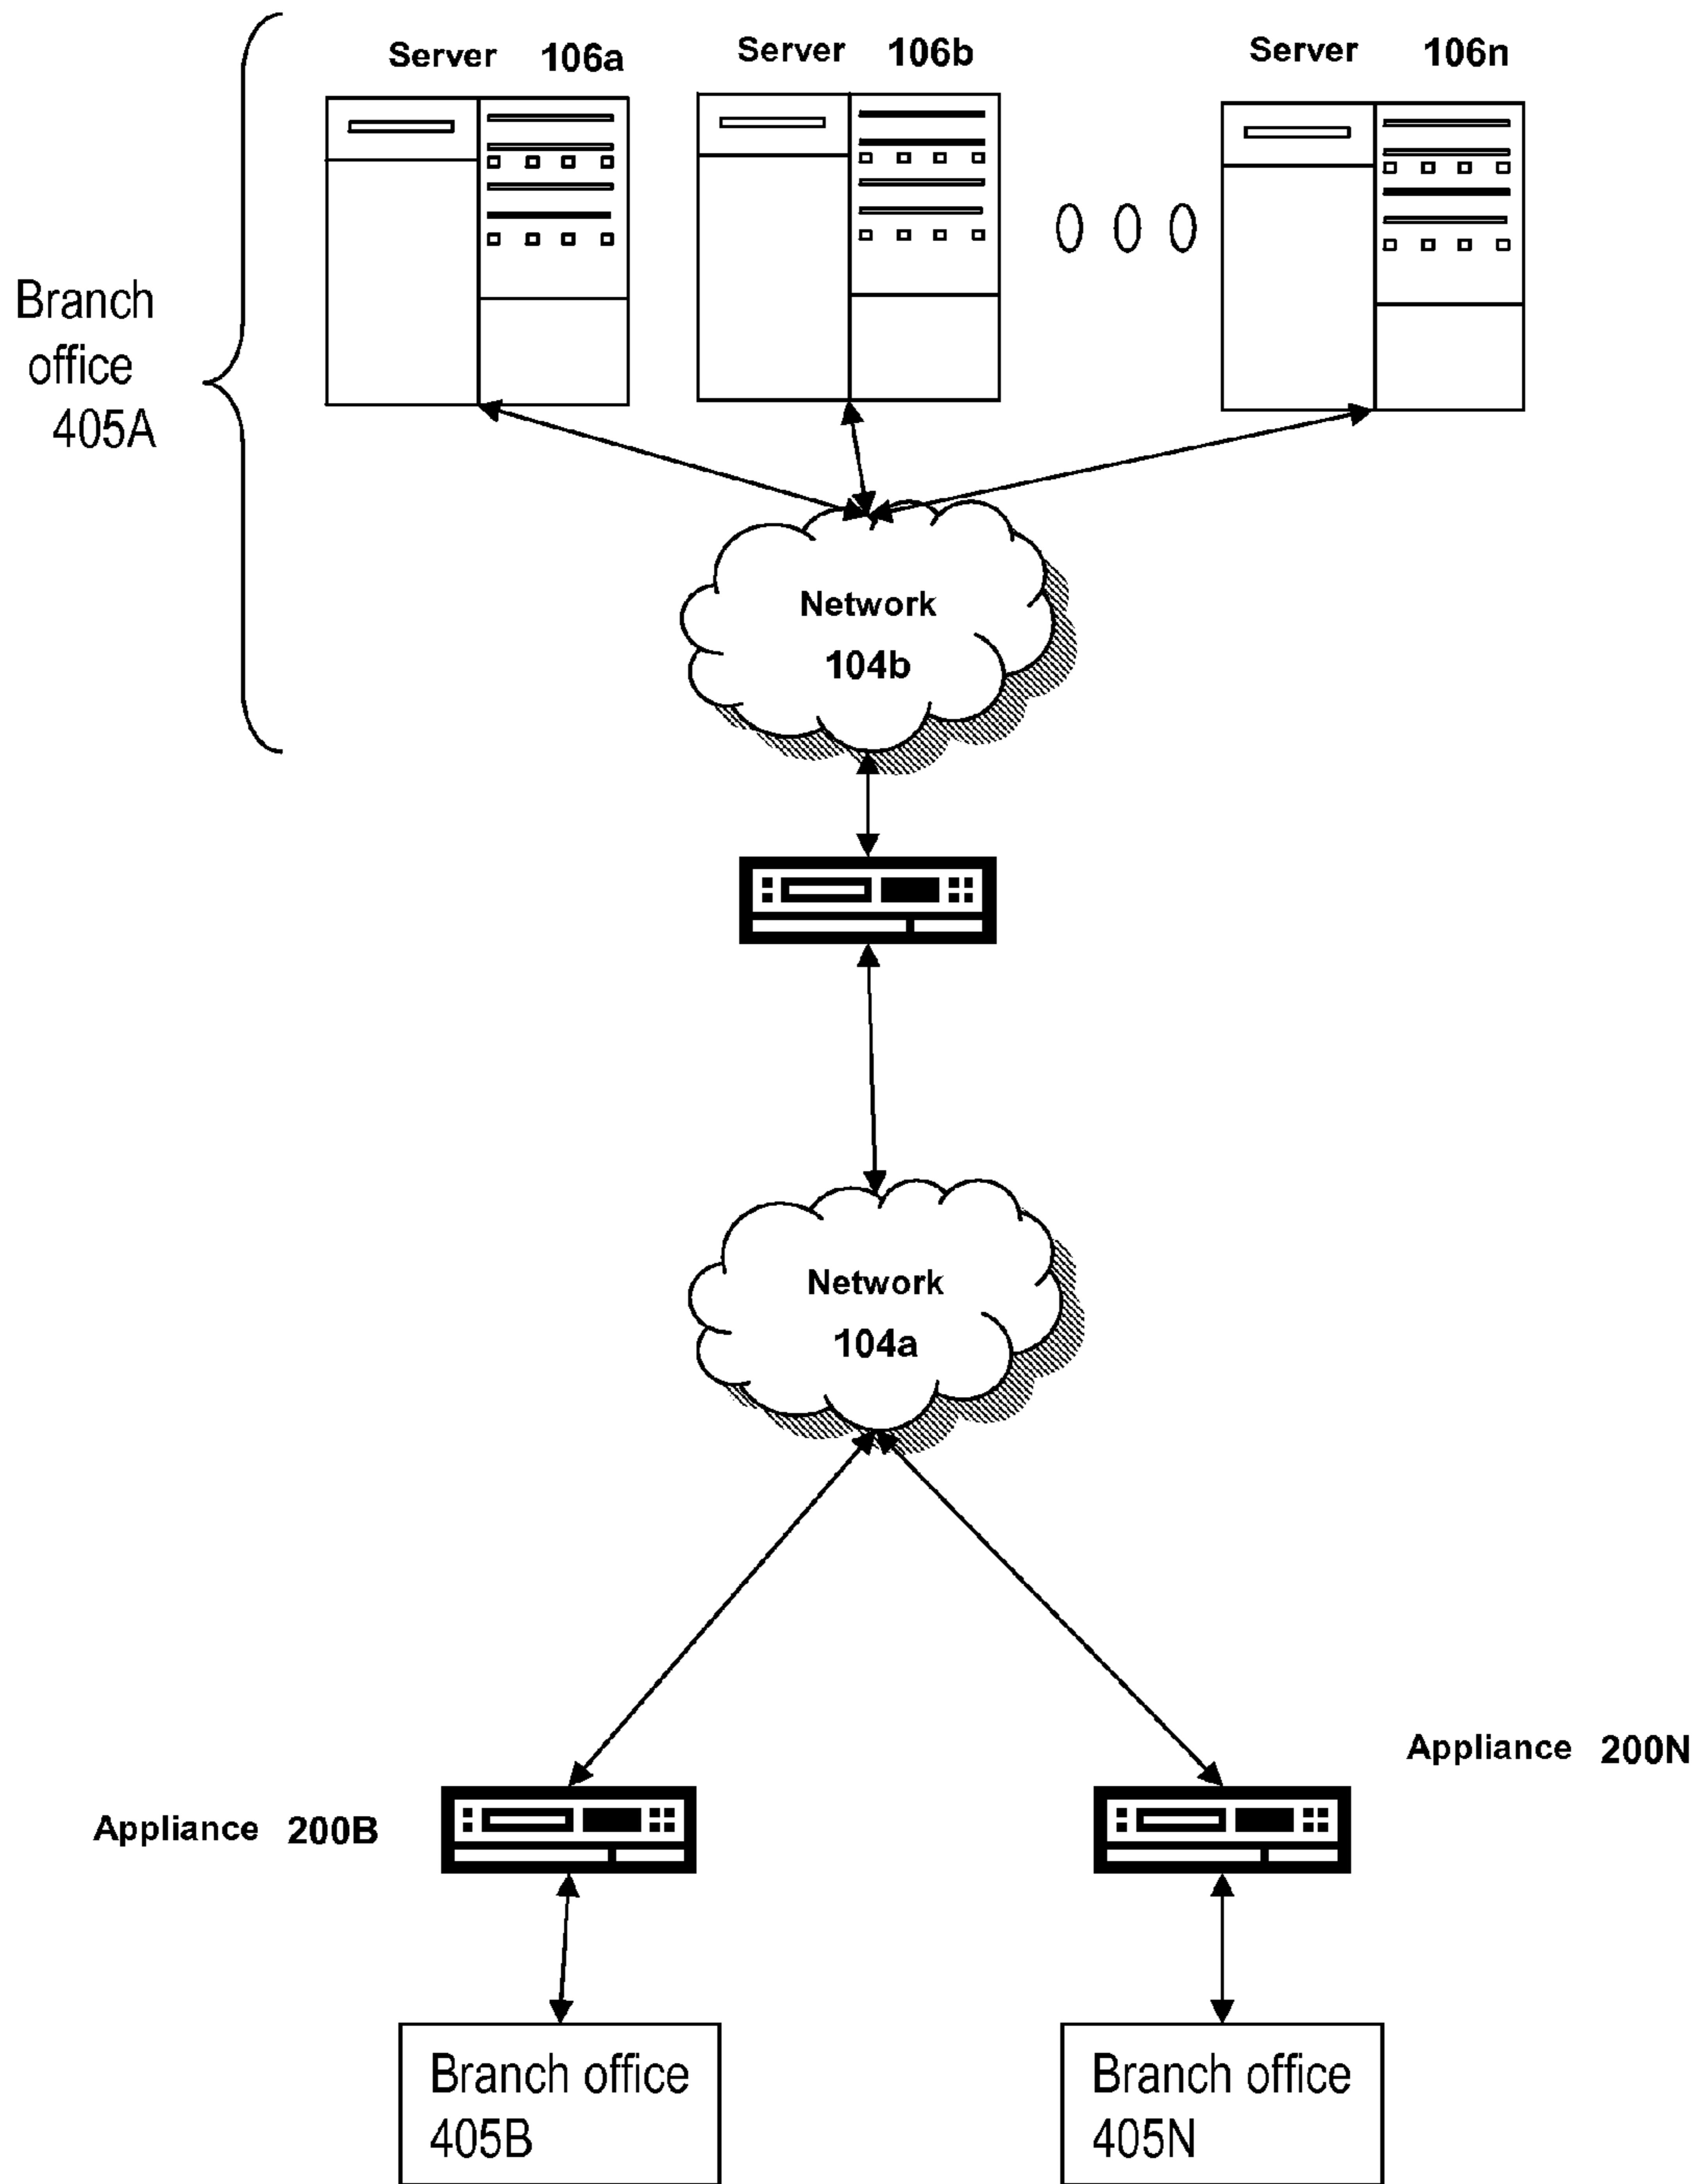 Server 106a
Server 106b
Server 106n
Branch
office
405A
Network
104b
Network
104a
Appliance 200N
Appliance 200B
Branch office
405B
Branch office
405N